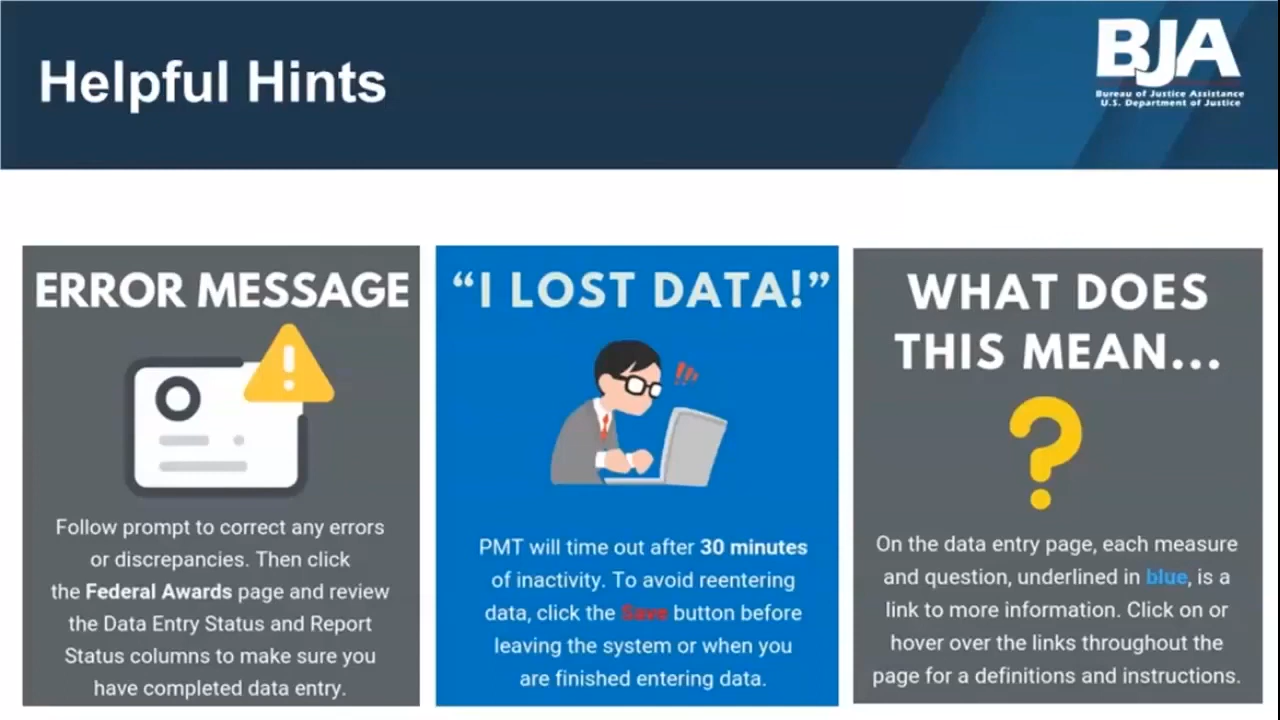 Helpful Hints
BJA
Bureau of Justice Assistance
U.S. Department of Justice
ERROR MESSAGE
Follow prompt to correct any errors
or discrepancies. Then click
the Federal Awards page and review
the Data Entry Status and Report
Status columns to make sure you
have completed data entry.
“I LOST DATA!”
!!!
PMT will time out after 30 minutes
of inactivity. To avoid reentering
data, click the Save button before
leaving the system or when you
are finished entering data.
WHAT DOES
THIS MEAN...
?
On the data entry page, each measure
and question, underlined in blue, is a
link to more information. Click on or
hover over the links throughout the
page for a definitions and instructions.